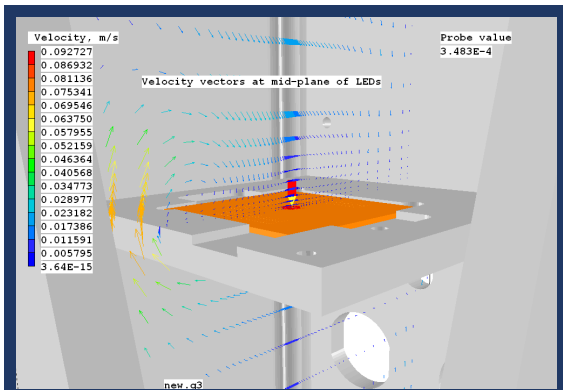 Velocity, m/s
0.092727
0.086932
0.081136
0.075341
0.069546
0.063750
0.057955
0.052159
0.046364
0.040568
0.034773
0.028977
0.023182
0.017386
0.011591
0.005795
3.64E-15
Probe value
3.483E-4
Velocity vectors at mid-plane of LEDs
new.q3